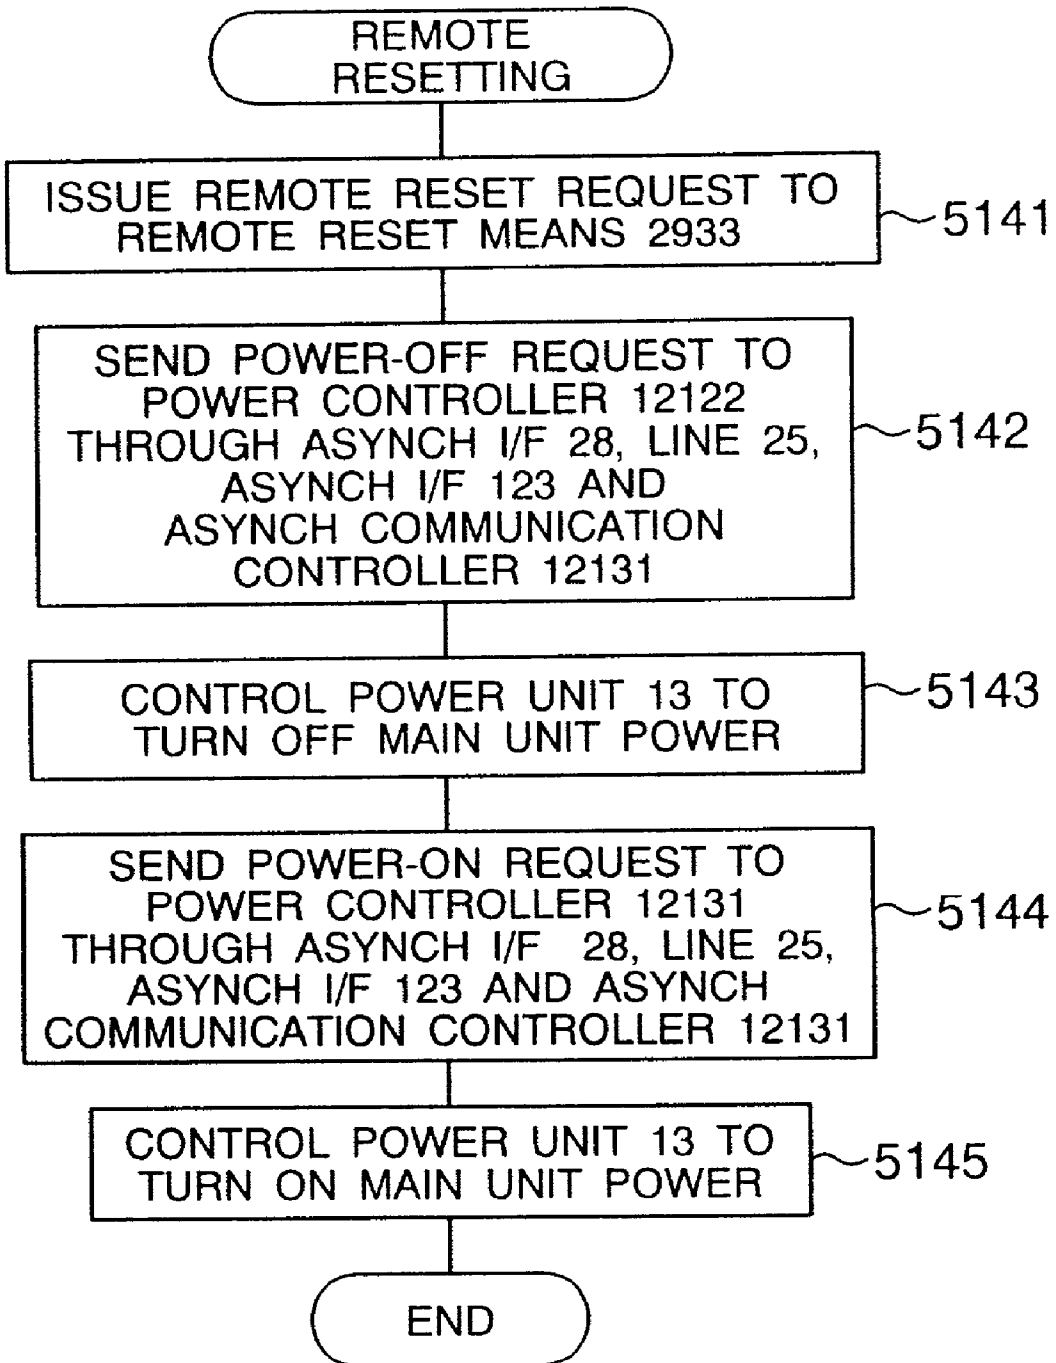 REMOTE
RESETTING
ISSUE REMOTE RESET REQUEST TO
REMOTE RESET MEANS 2933
5141
SEND POWER-OFF REQUEST TO
POWER CONTROLLER 12122
THROUGH ASYNCH I/F 28, LINE 25,
ASYNCH I/F 123 AND
ASYNCH COMMUNICATION
CONTROLLER 12131
5142
CONTROL POWER UNIT 13 TO
TURN OFF MAIN UNIT POWER
5143
SEND POWER-ON REQUEST TO
POWER CONTROLLER 12131
THROUGH ASYNCH I/F 28, LINE 25,
ASYNCH I/F 123 AND ASYNCH
COMMUNICATION CONTROLLER 12131
5144
CONTROL POWER UNIT 13 TO
TURN ON MAIN UNIT POWER
5145
END